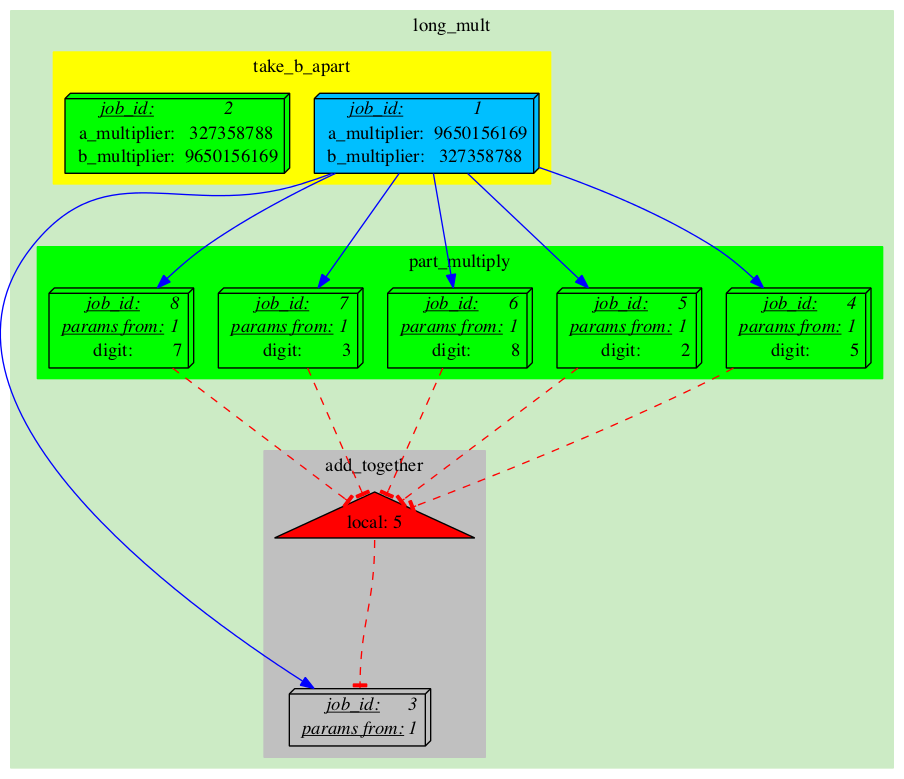 long_mult
take_b_apart
job_id: 2
a_multiplier: 327358788
b_multiplier: 9650156169
job_id: 1
a_multiplier: 9650156169
b_multiplier: 327358788
part_multiply
job_id: 8
params from: 1
digit: 7
job_id: 7
params from: 1
digit: 3
job_id: 6
params from: 1
digit: 8
job_id: 5
params from: 1
digit: 2
job_id: 4
params from: 1
digit: 5
add_together
local: 5
job_id: 3
params from: 1